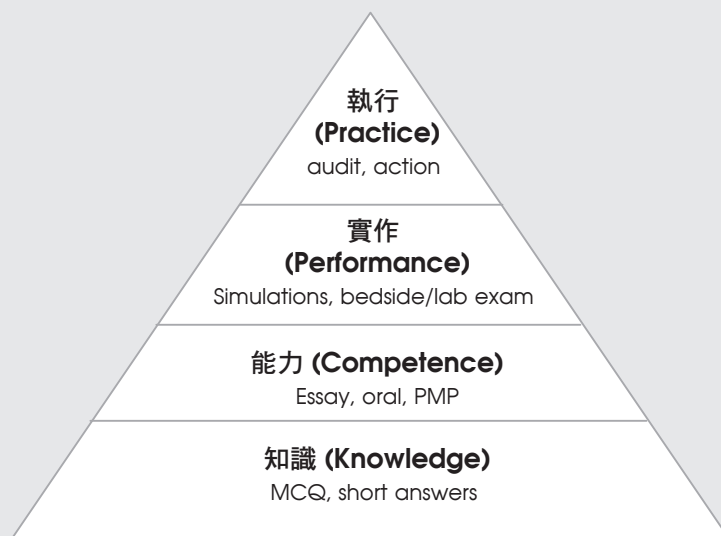 執行
(Practice)
audit, action
實作
(Performance)
Simulations, bedside/lab exam
能力 (Competence)
Essay, oral, PMP
知識 (Knowledge)
MCQ, short answers